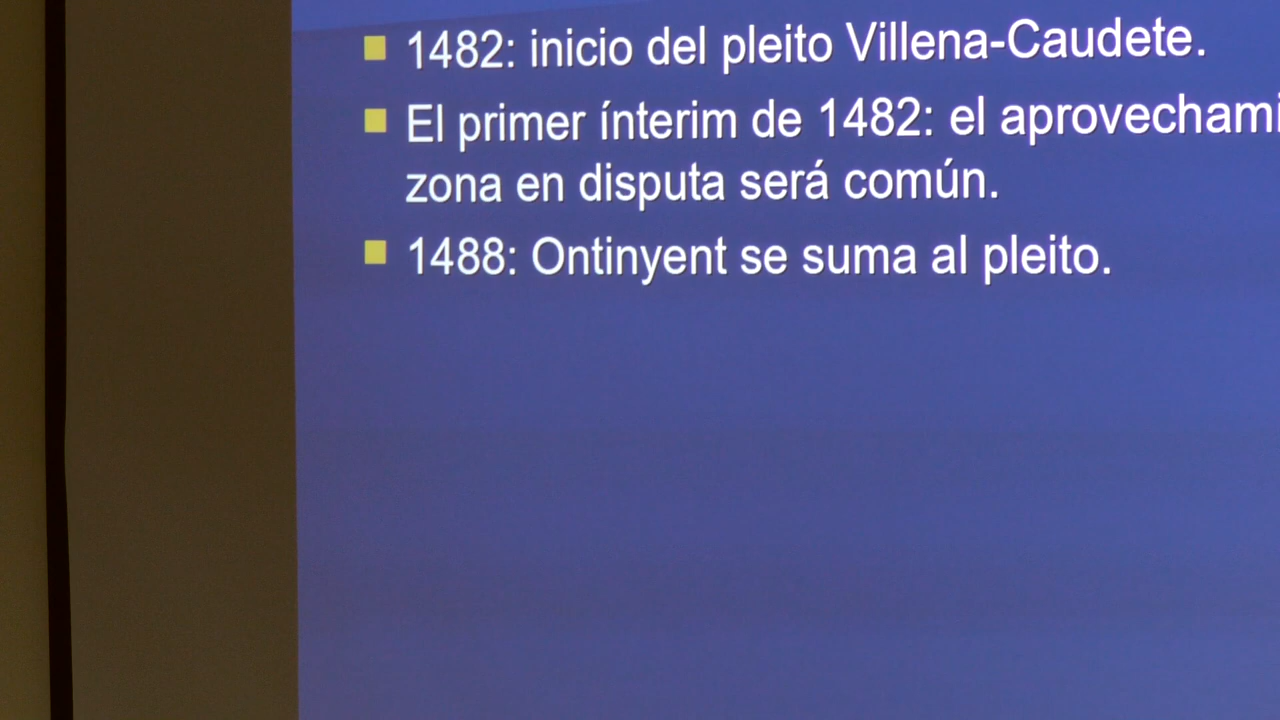 1482: inicio del pleito Villena-Caudete.
El primer ínterim de 1482: el aprovechami
zona en disputa será común.
1488: Ontinyent se suma al pleito.